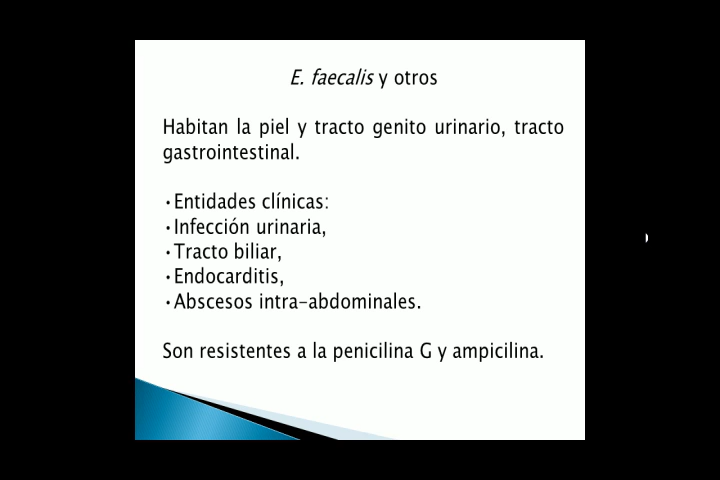 E. faecalis y otros
Habitan la piel y tracto genito urinario, tracto
gastrointestinal.
•Entidades clínicas:
•Infección urinaria,
•Tracto biliar,
•Endocarditis,
•Abscesos intra-abdominales.
Son resistentes a la penicilina G y ampicilina.